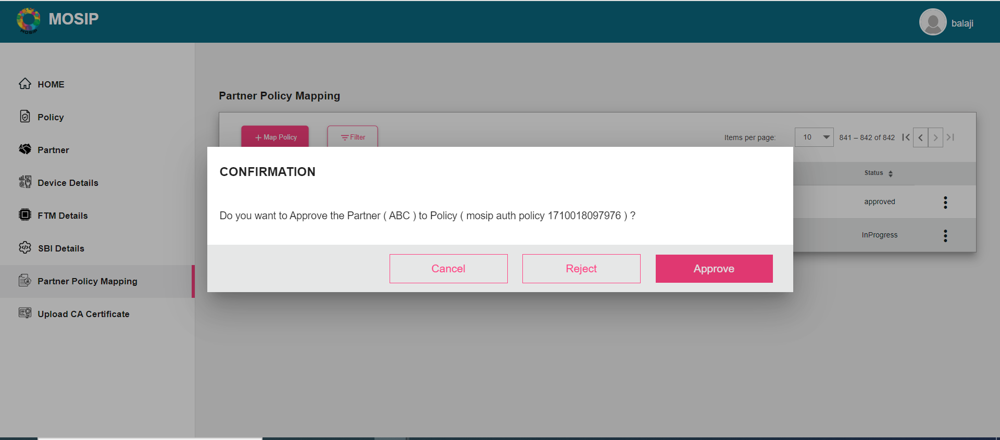 MOSIP
MOSIP
balaji
HOME
Policy
Partner
Device Details
FTM Details
SBI Details
Partner Policy Mapping
Upload CA Certificate
Partner Policy Mapping
+ Map Policy
Filter
Items per page:
10
841 – 842 of 842
Status
approved
InProgress
CONFIRMATION
Do you want to Approve the Partner ( ABC ) to Policy ( mosip auth policy 1710018097976 ) ?
Cancel
Reject
Approve